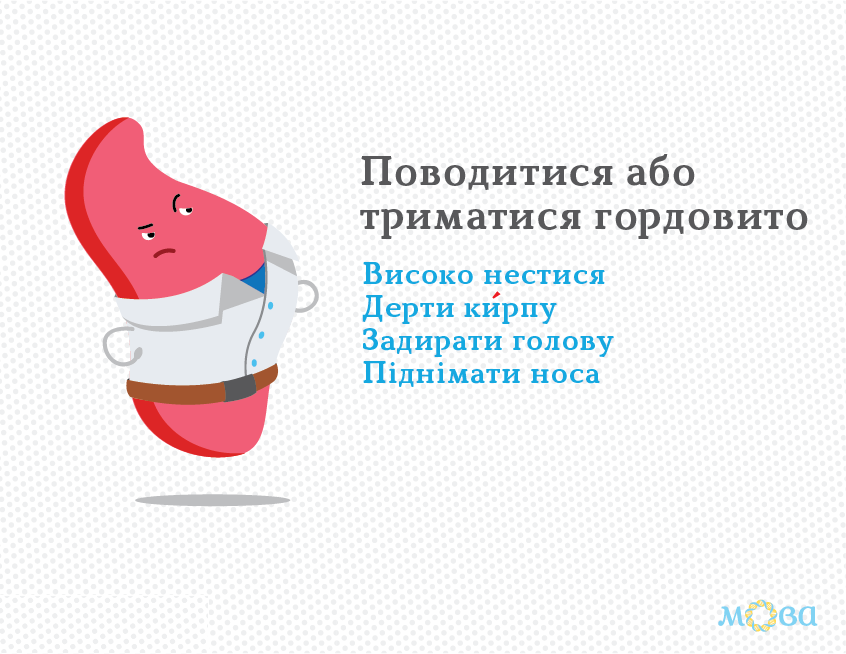 Поводитися або
триматися гордовито
Високо нестися
Дерти ки́рпу
Задирати голову
Піднімати носа
мова